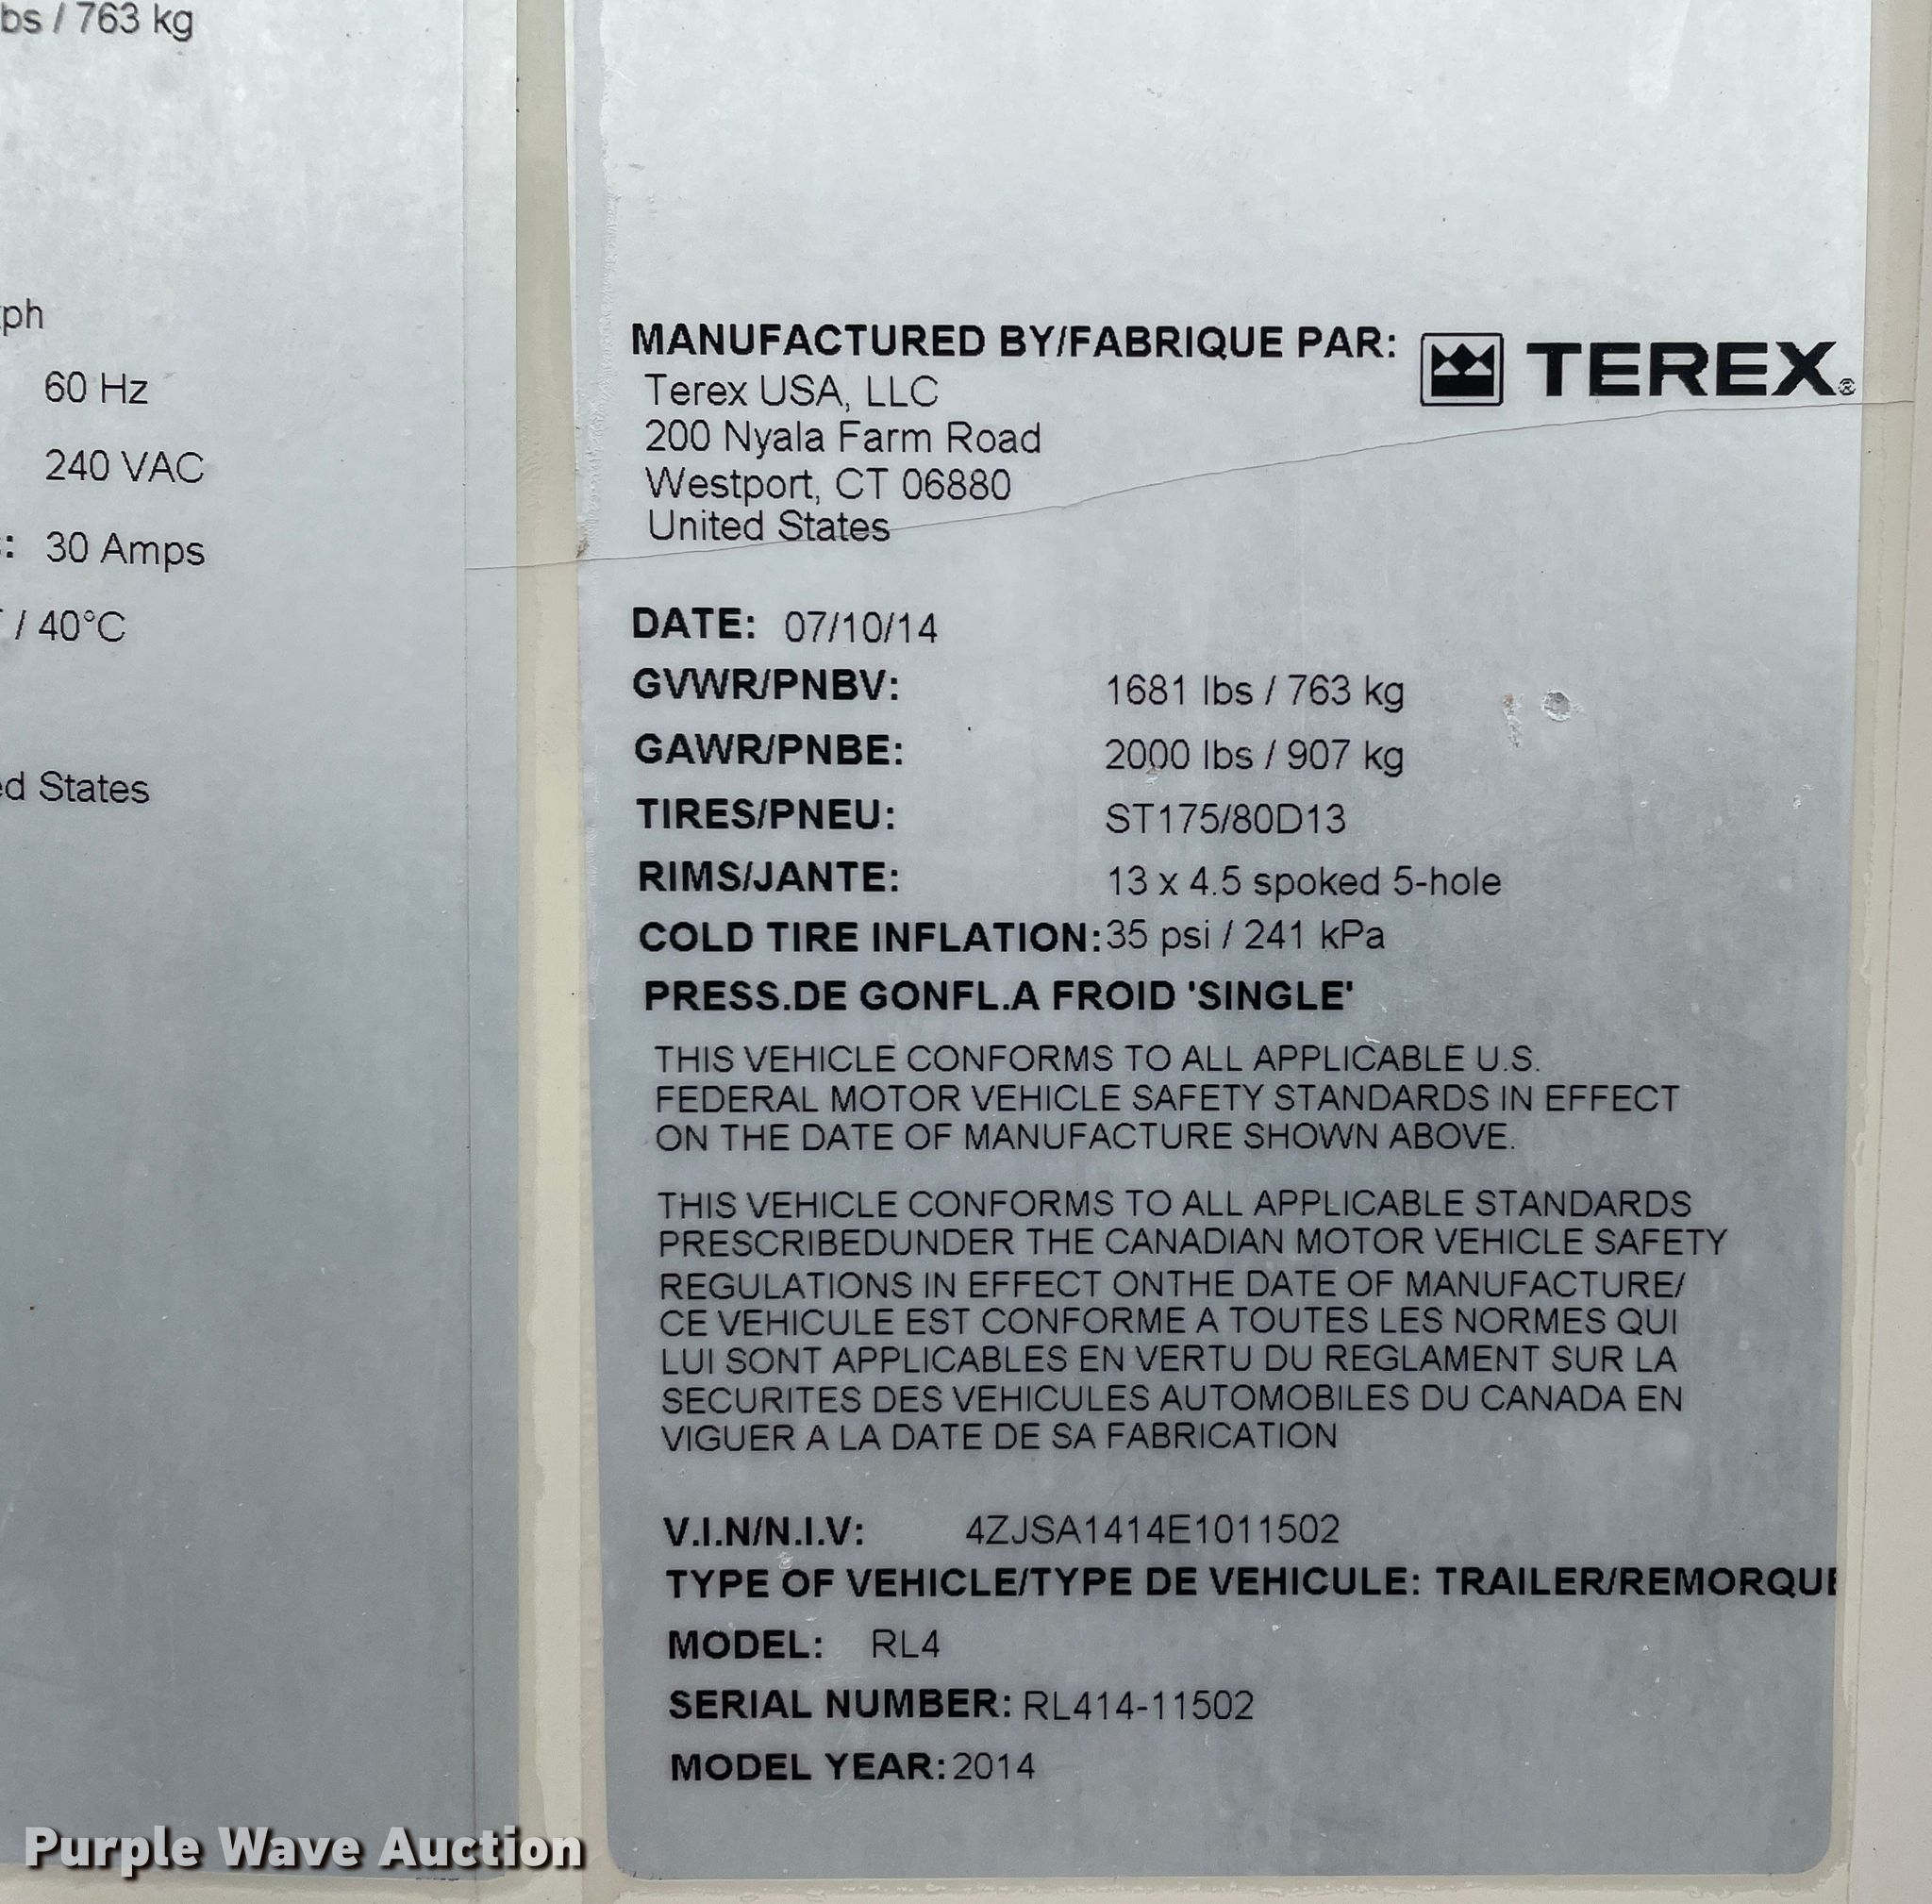 bs / 763 kg
ph
60 Hz
240 VAC
: 30 Amps
/ 40°C
ed States
MANUFACTURED BY/FABRIQUE PAR:
TEREX®
Terex USA, LLC
200 Nyala Farm Road
Westport, CT 06880
United States
DATE: 07/10/14
GVWR/PNBV: 1681 lbs / 763 kg
GAWR/PNBE: 2000 lbs / 907 kg
TIRES/PNEU: ST175/80D13
RIMS/JANTE: 13 x 4.5 spoked 5-hole
COLD TIRE INFLATION: 35 psi / 241 kPa
PRESS.DE GONFL.A FROID 'SINGLE'
THIS VEHICLE CONFORMS TO ALL APPLICABLE U.S.
FEDERAL MOTOR VEHICLE SAFETY STANDARDS IN EFFECT
ON THE DATE OF MANUFACTURE SHOWN ABOVE.
THIS VEHICLE CONFORMS TO ALL APPLICABLE STANDARDS
PRESCRIBEDUNDER THE CANADIAN MOTOR VEHICLE SAFETY
REGULATIONS IN EFFECT ONTHE DATE OF MANUFACTURE/
CE VEHICULE EST CONFORME A TOUTES LES NORMES QUI
LUI SONT APPLICABLES EN VERTU DU REGLAMENT SUR LA
SECURITES DES VEHICULES AUTOMOBILES DU CANADA EN
VIGUER A LA DATE DE SA FABRICATION
V.I.N/N.I.V: 4ZJSA1414E1011502
TYPE OF VEHICLE/TYPE DE VEHICULE: TRAILER/REMORQUE
MODEL: RL4
SERIAL NUMBER: RL414-11502
MODEL YEAR: 2014
Purple Wave Auction